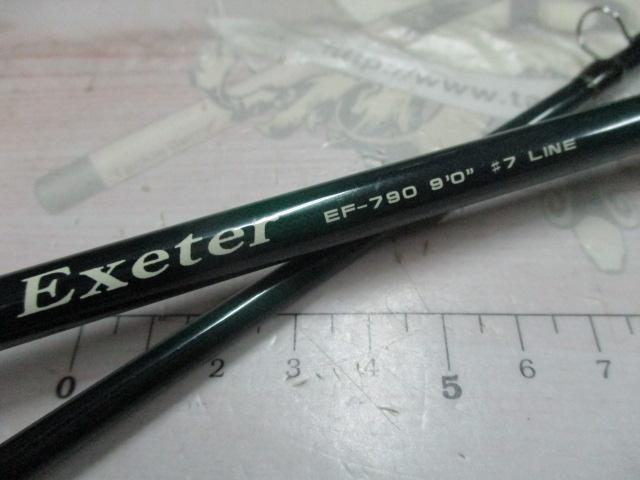 http://www.t
Exeter EF-790 9'0" #7 LINE
0 2 3 4 5 6 7